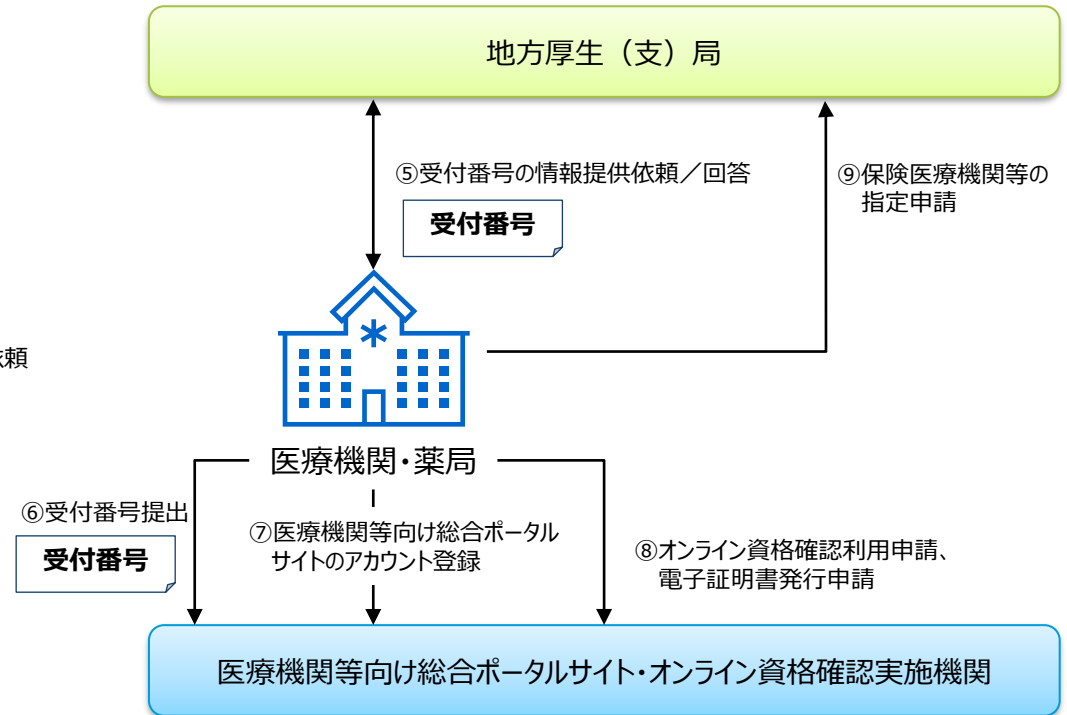 地方厚生（支）局
⑤受付番号の情報提供依頼／回答
受付番号
⑨保険医療機関等の
指定申請
依頼
医療機関・薬局
⑥受付番号提出
受付番号
⑦医療機関等向け総合ポータル
サイトのアカウント登録
⑧オンライン資格確認利用申請、
電子証明書発行申請
医療機関等向け総合ポータルサイト・オンライン資格確認実施機関